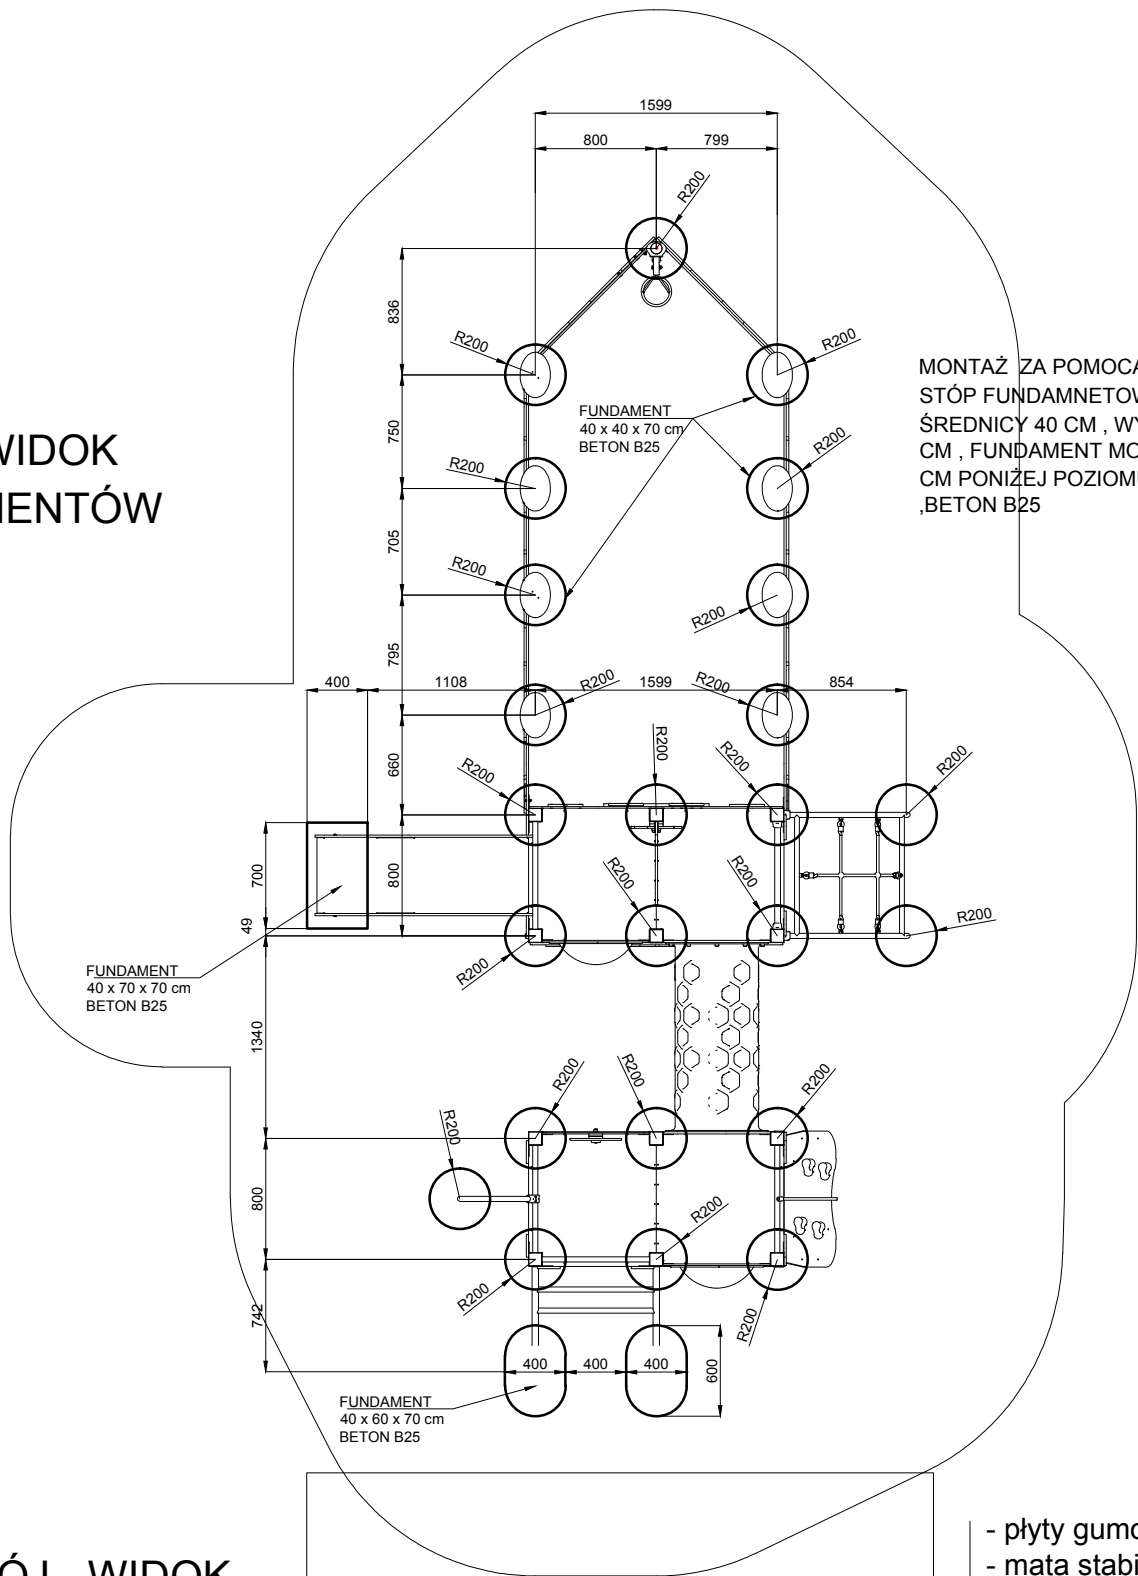 1599
800
799
R200
836
R200
R200
MONTAŻ ZA POMOCĄ
STÓP FUNDAMNETOW
ŚREDNICY 40 CM , WY
CM , FUNDAMENT MO
CM PONIŻEJ POZIOMU
,BETON B25
FUNDAMENT
40 x 40 x 70 cm
BETON B25
750
WIDOK
MENTÓW
R200
R200
705
R200
R200
795
400
1108
R200
1599
R200
854
660
R200
R200
R200
R200
700
800
R200
R200
49
R200
R200
FUNDAMENT
40 x 70 x 70 cm
BETON B25
1340
R200
R200
R200
R200
800
R200
R200
R200
742
400
400
400
600
FUNDAMENT
40 x 60 x 70 cm
BETON B25
- płyty gumo
- mata stabi
ÓJ WIDOK